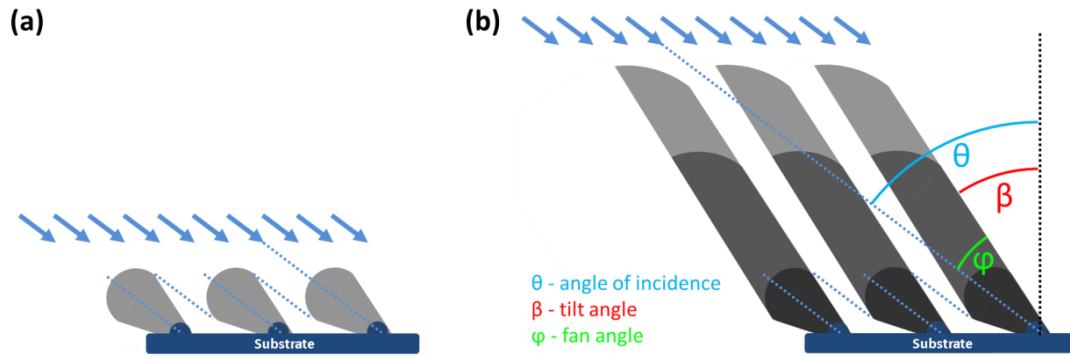 (a)
(b)
θ
β
φ
θ - angle of incidence
β - tilt angle
φ - fan angle
Substrate
Substrate